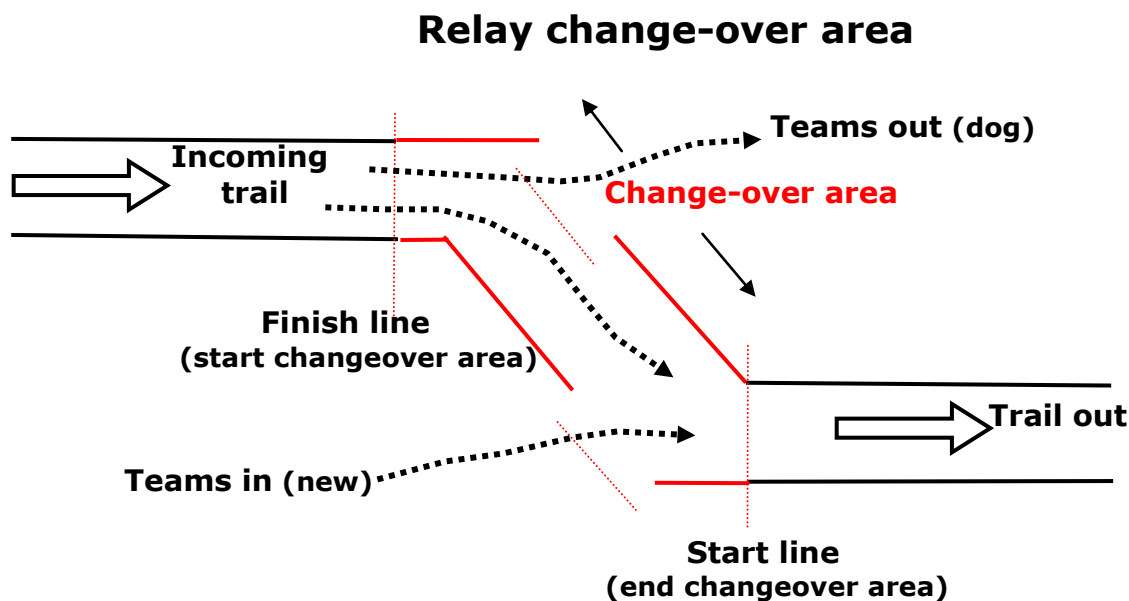 Relay change-over area
Teams out (dog)
Incoming
trail
Change-over area
Finish line
(start changeover area)
Trail out
Teams in (new)
Start line
(end changeover area)